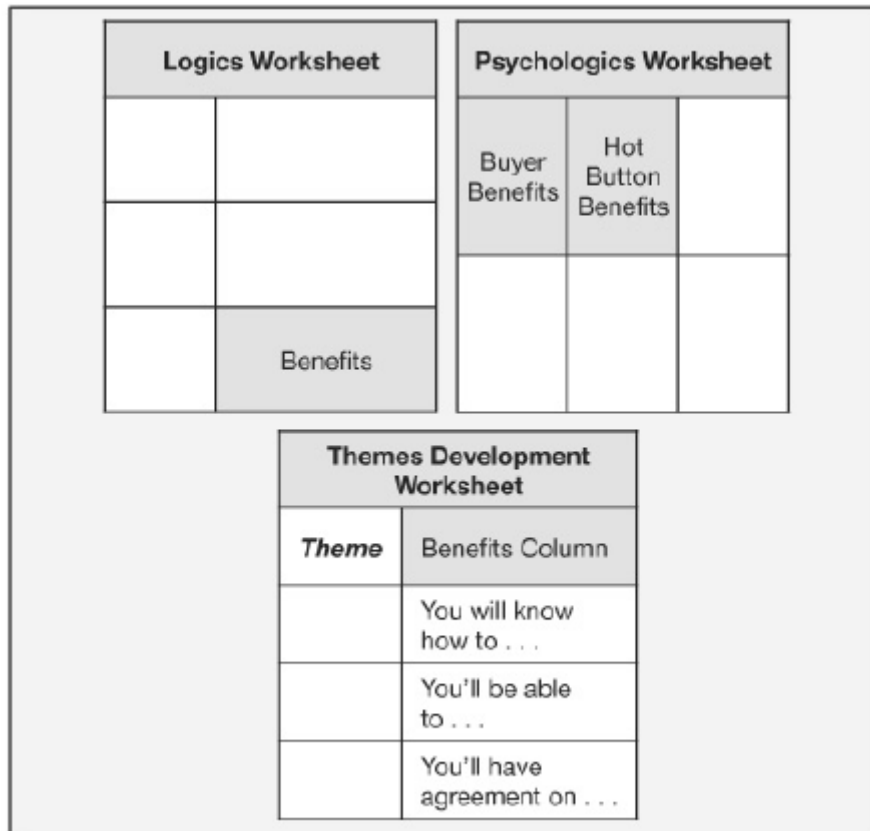 Logics Worksheet
Benefits
Psychologics Worksheet
Buyer
Benefits
Hot
Button
Benefits
Themes Development
Worksheet
Theme
Benefits Column
You will know
how to . . .
You'll be able
to . . .
You'll have
agreement on . . .